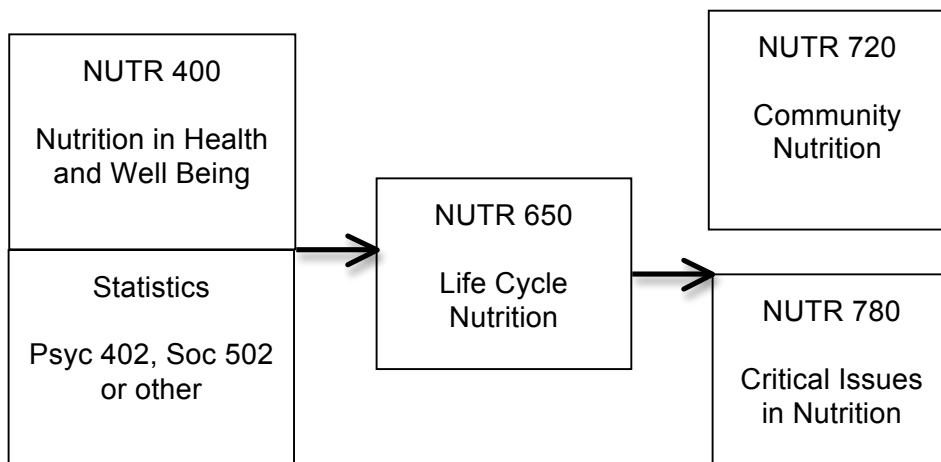 NUTR 400
Nutrition in Health
and Well Being
Statistics
Psyc 402, Soc 502
or other
NUTR 650
Life Cycle
Nutrition
NUTR 720
Community
Nutrition
NUTR 780
Critical Issues
in Nutrition